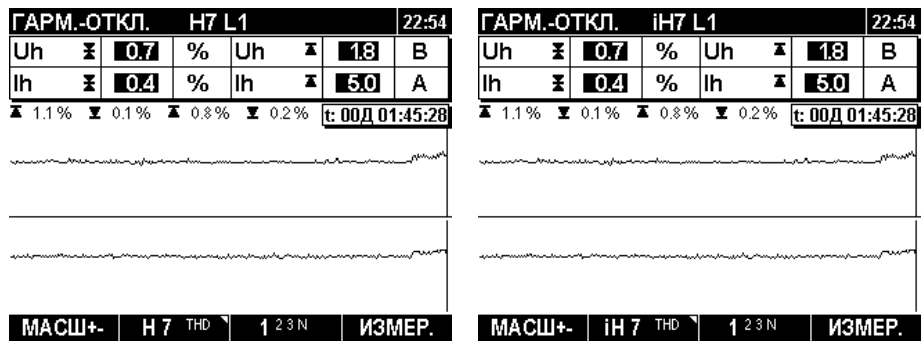 ГАРМ.-ОТКЛ. H7 L1 22:54
Uh 0.7 % Uh 1.8 В
Ih 0.4 % Ih 5.0 А
1.1% 0.1% 0.8% 0.2% t: 00Д 01:45:28
МАСШ+- H 7 THD 1 2 3 N ИЗМЕР.
ГАРМ.-ОТКЛ. iH7 L1 22:54
Uh 0.7 % Uh 1.8 В
Ih 0.4 % Ih 5.0 А
1.1% 0.1% 0.8% 0.2% t: 00Д 01:45:28
МАСШ+- iH 7 THD 1 2 3 N ИЗМЕР.